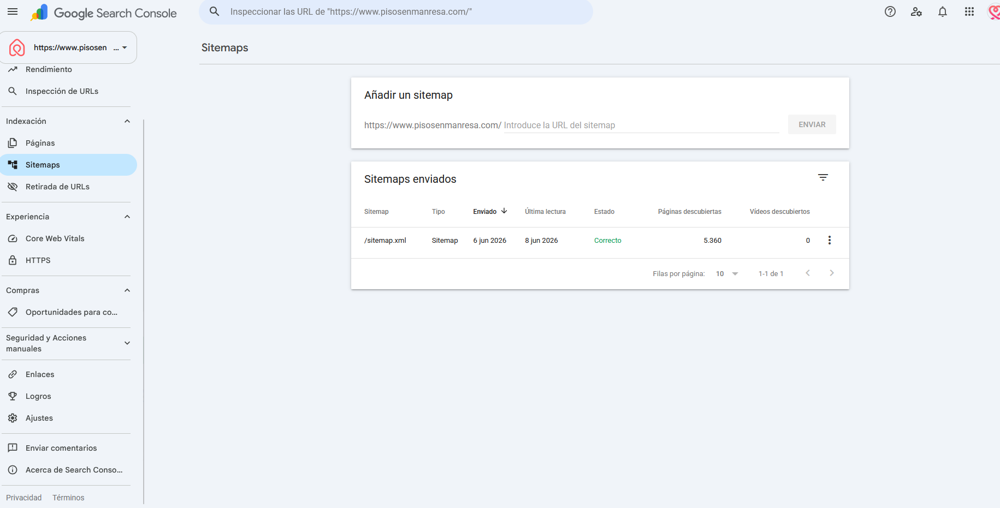 Google Search Console
Inspeccionar las URL de "https://www.pisosenmanresa.com/"
https://www.pisosen ...
Rendimiento
Inspección de URLs
Indexación
Páginas
Sitemaps
Retirada de URLs
Experiencia
Core Web Vitals
HTTPS
Compras
Oportunidades para co...
Seguridad y Acciones
manuales
Enlaces
Logros
Ajustes
Enviar comentarios
Acerca de Search Conso...
Privacidad Términos
Sitemaps
Añadir un sitemap
https://www.pisosenmanresa.com/ Introduce la URL del sitemap ENVIAR
Sitemaps enviados
Sitemap Tipo Enviado Última lectura Estado Páginas descubiertas Vídeos descubiertos
/sitemap.xml Sitemap 6 jun 2026 8 jun 2026 Correcto 5.360 0
Filas por página: 10 1-1 de 1